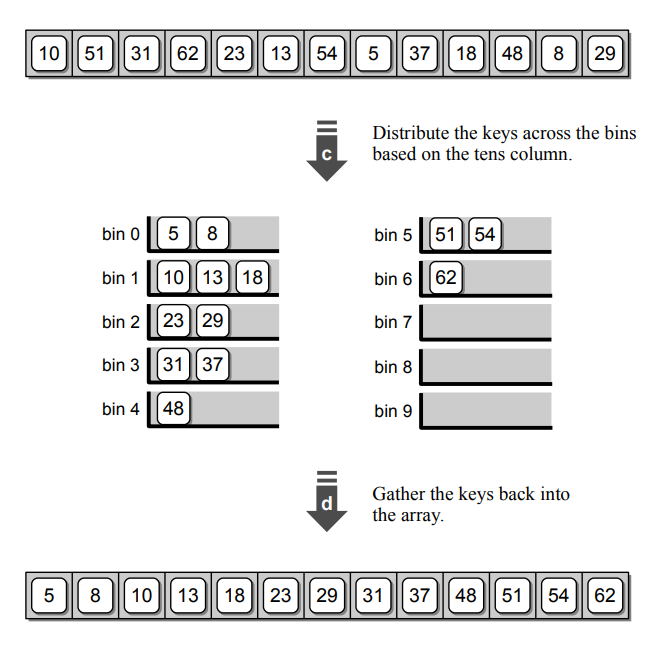 10 51 31 62 23 13 54 5 37 18 48 8 29
c
Distribute the keys across the bins
based on the tens column.
bin 0 5 8
bin 1 10 13 18
bin 2 23 29
bin 3 31 37
bin 4 48
bin 5 51 54
bin 6 62
bin 7
bin 8
bin 9
d
Gather the keys back into
the array.
5 8 10 13 18 23 29 31 37 48 51 54 62